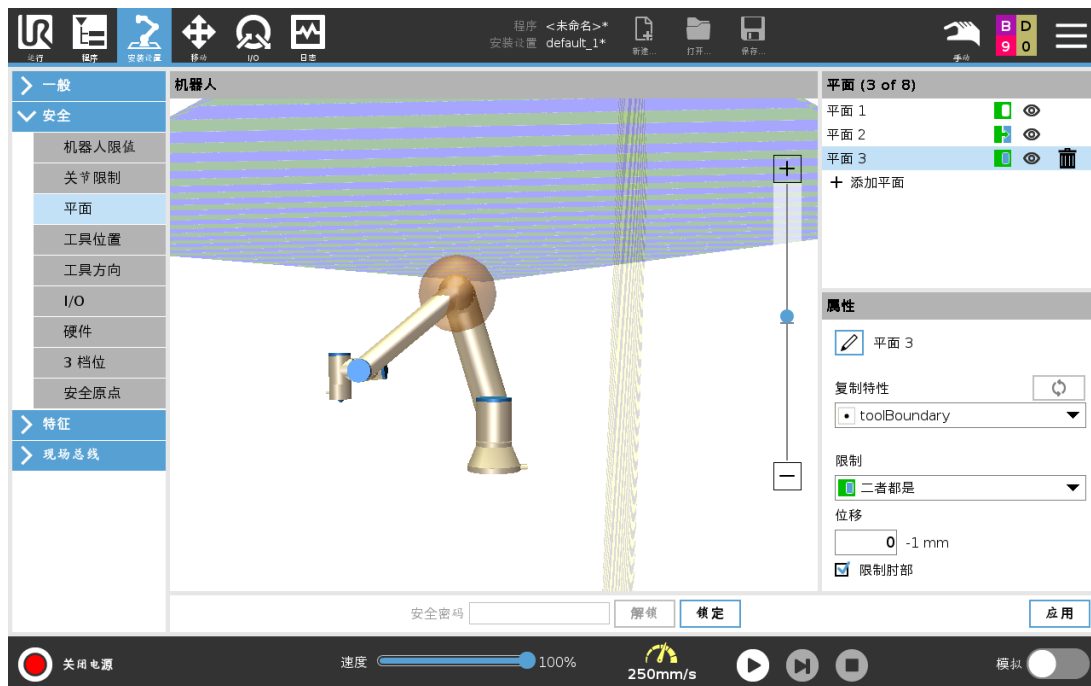 UR
程序 <未命名>*
安装设置 default_1*
运行
程序
安装设置
移动
I/O
日志
新建...
打开...
保存...
手动
B D
9 0
一般
安全
机器人限值
关节限制
平面
工具位置
工具方向
I/O
硬件
3 档位
安全原点
特征
现场总线
机器人
平面 (3 of 8)
平面 1
平面 2
平面 3
+ 添加平面
属性
平面 3
复制特性
toolBoundary
限制
二者都是
位移
0 -1 mm
限制肘部
安全密码
解锁
锁定
应用
关闭电源
速度
100%
250mm/s
模拟